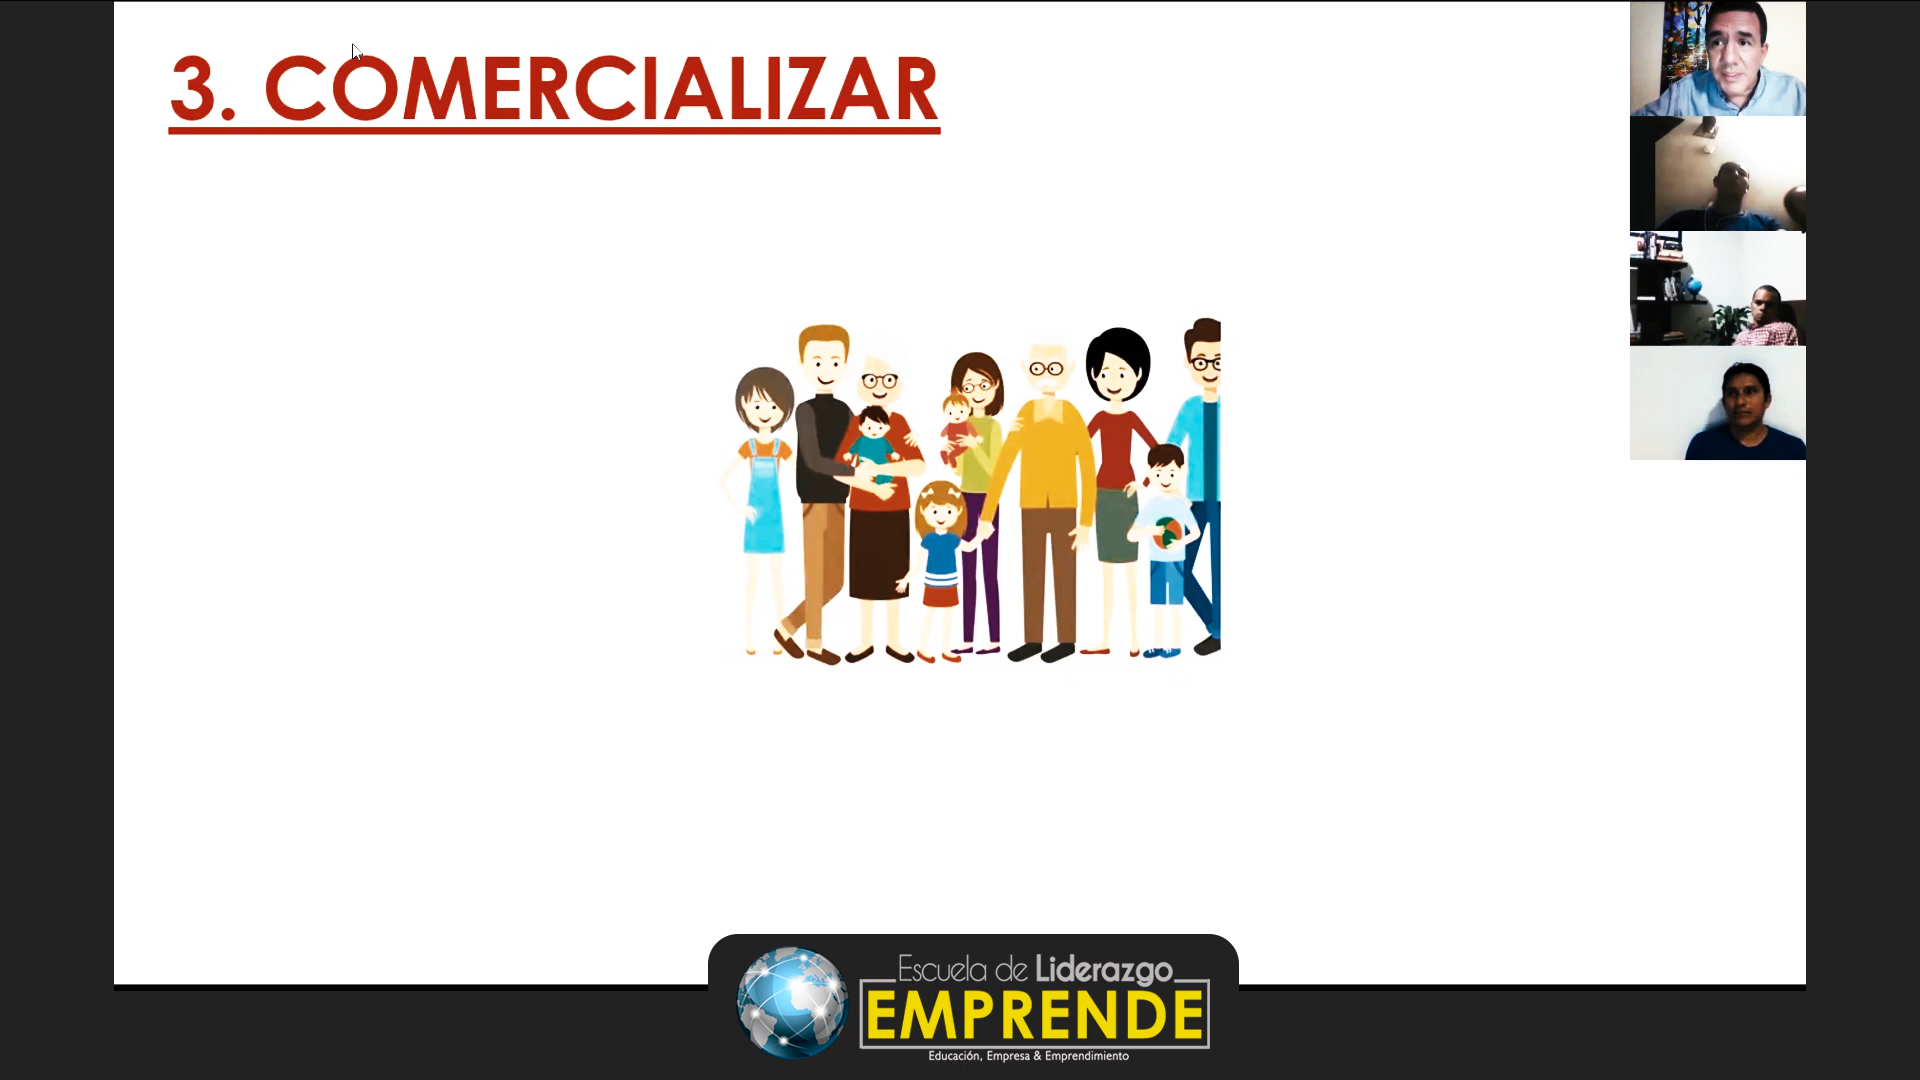 3. COMERCIALIZAR
Escuela de Liderazgo
EMPRENDE
Educación, Empresa & Emprendimiento